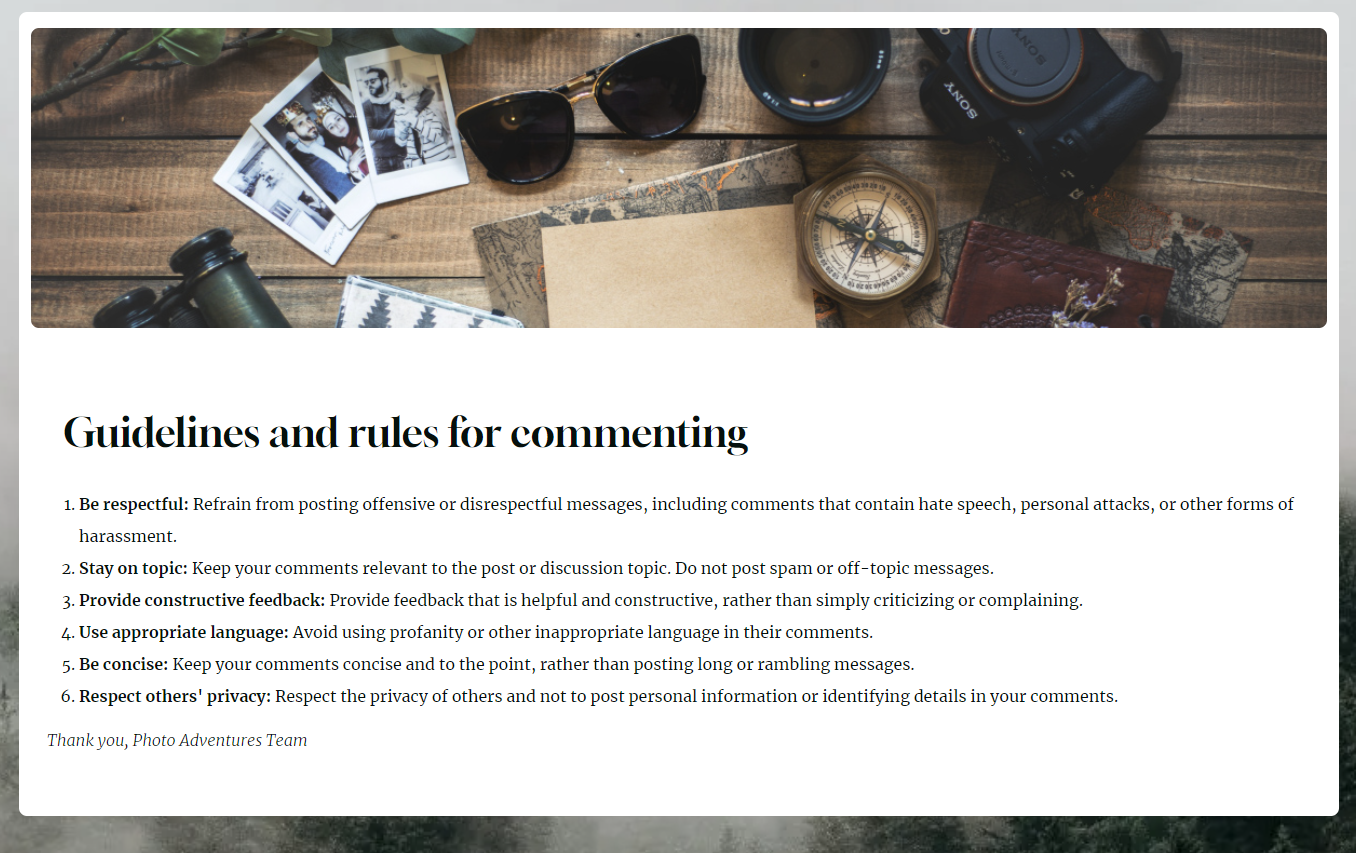 SONY
SONY
Guidelines and rules for commenting
1. Be respectful: Refrain from posting offensive or disrespectful messages, including comments that contain hate speech, personal attacks, or other forms of
harassment.
2. Stay on topic: Keep your comments relevant to the post or discussion topic. Do not post spam or off-topic messages.
3. Provide constructive feedback: Provide feedback that is helpful and constructive, rather than simply criticizing or complaining.
4. Use appropriate language: Avoid using profanity or other inappropriate language in their comments.
5. Be concise: Keep your comments concise and to the point, rather than posting long or rambling messages.
6. Respect others' privacy: Respect the privacy of others and not to post personal information or identifying details in your comments.
Thank you, Photo Adventures Team